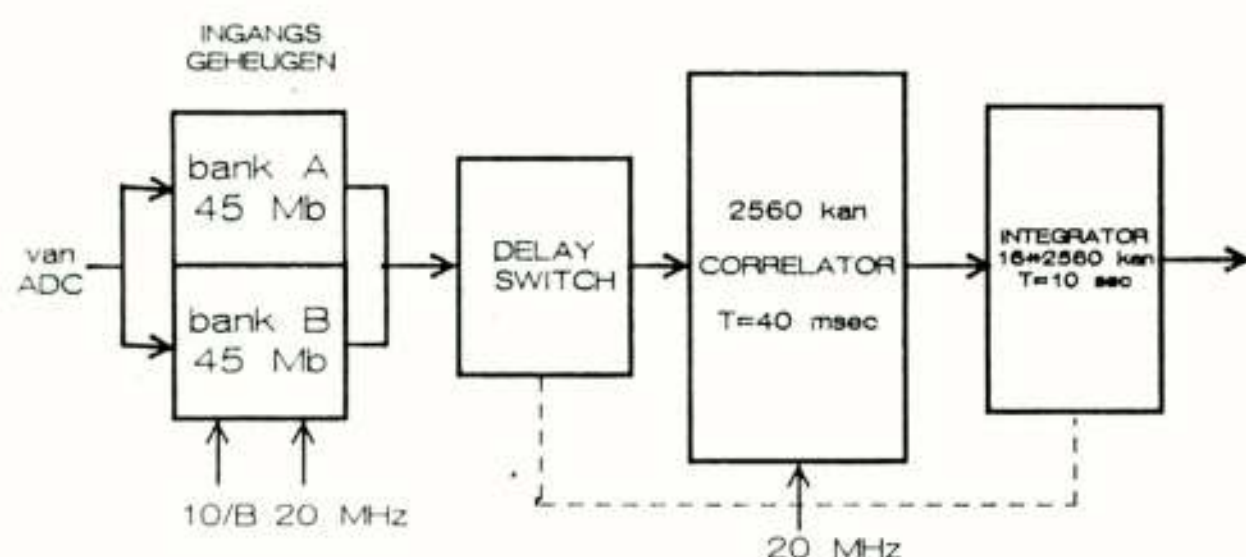 INGANGS
GEHEUGEN
bank A
45 Mb
bank B
45 Mb
van
ADC
10/B 20 MHz
DELAY
SWITCH
2560 kan
CORRELATOR
T=40 msec
20 MHz
INTEGRATOR
16*2560 kan
T=10 sec